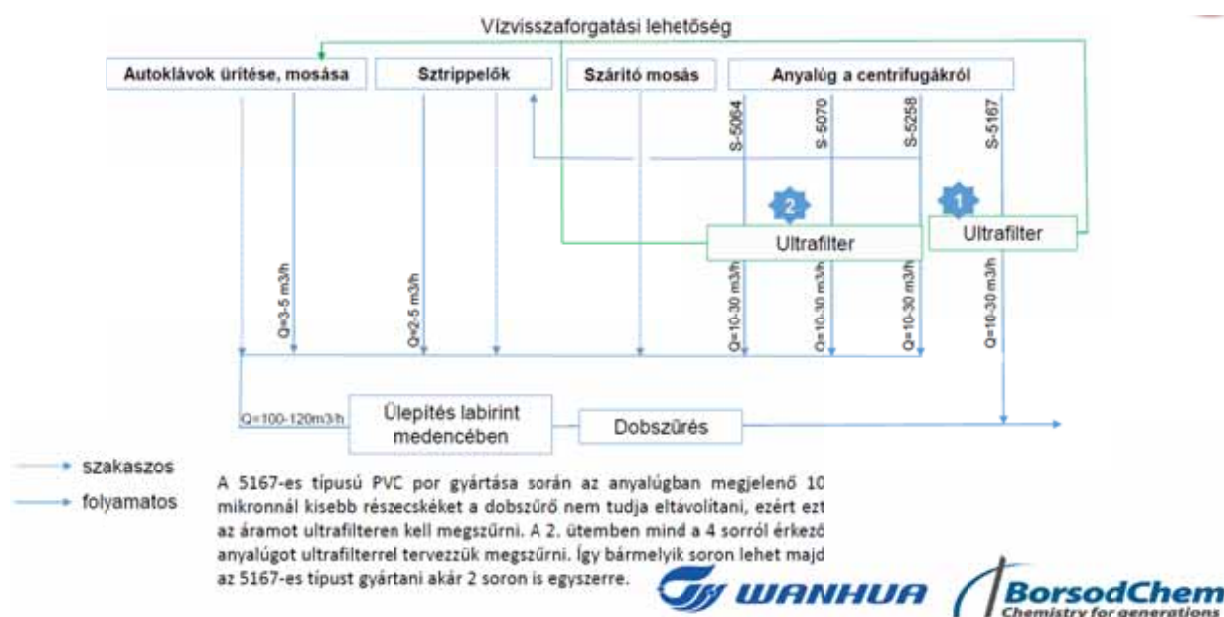 Vízvisszaforgatási lehetőség
Autoklávok ürítése, mosása
Sztrippelők
Szárító mosás
Anyalúg a centrifugákról
S-5064
S-5070
S-5258
S-5167
2
1
Ultrafilter
Ultrafilter
Q=3-5 m3/h
Q=2-5 m3/h
Q=10-30 m3/h
Q=10-30 m3/h
Q=10-30 m3/h
Q=10-30 m3/h
Q=100-120m3/h
Ülepítés labirint
medencében
Dobszűrés
szakaszos
folyamatos
A 5167-es típusú PVC por gyártása során az anyalúgban megjelenő 10
mikronnál kisebb részecskéket a dobszűrő nem tudja eltávolítani, ezért ezt
az áramot ultrafilteren kell megszűrni. A 2. ütemben mind a 4 sorról érkező
anyalúgot ultrafilterrel tervezzük megszűrni. Így bármelyik soron lehet majd
az 5167-es típust gyártani akár 2 soron is egyszerre.
WANHUA
BorsodChem
Chemistry for generations